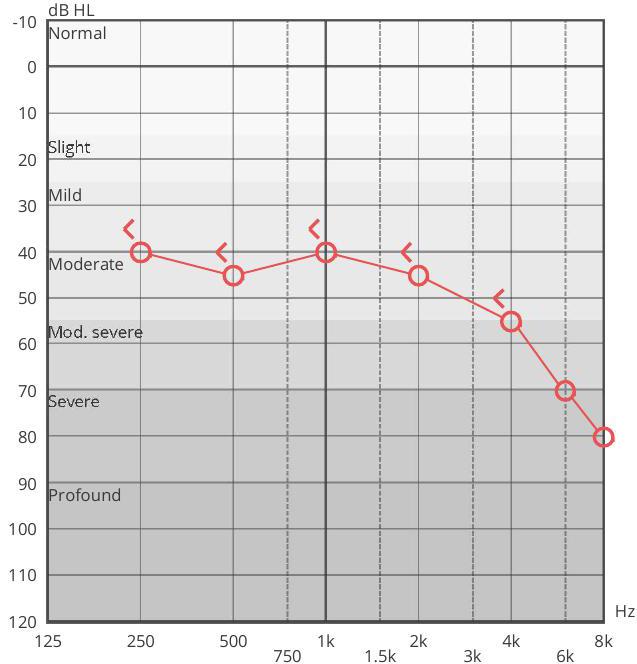 dB HL
-10
Normal
0
10
Slight
20
Mild
30
40
Moderate
50
Mod. severe
60
70
Severe
80
90
Profound
100
110
120
Hz
125 250 500 1k 2k 4k 8k
750 1.5k 3k 6k